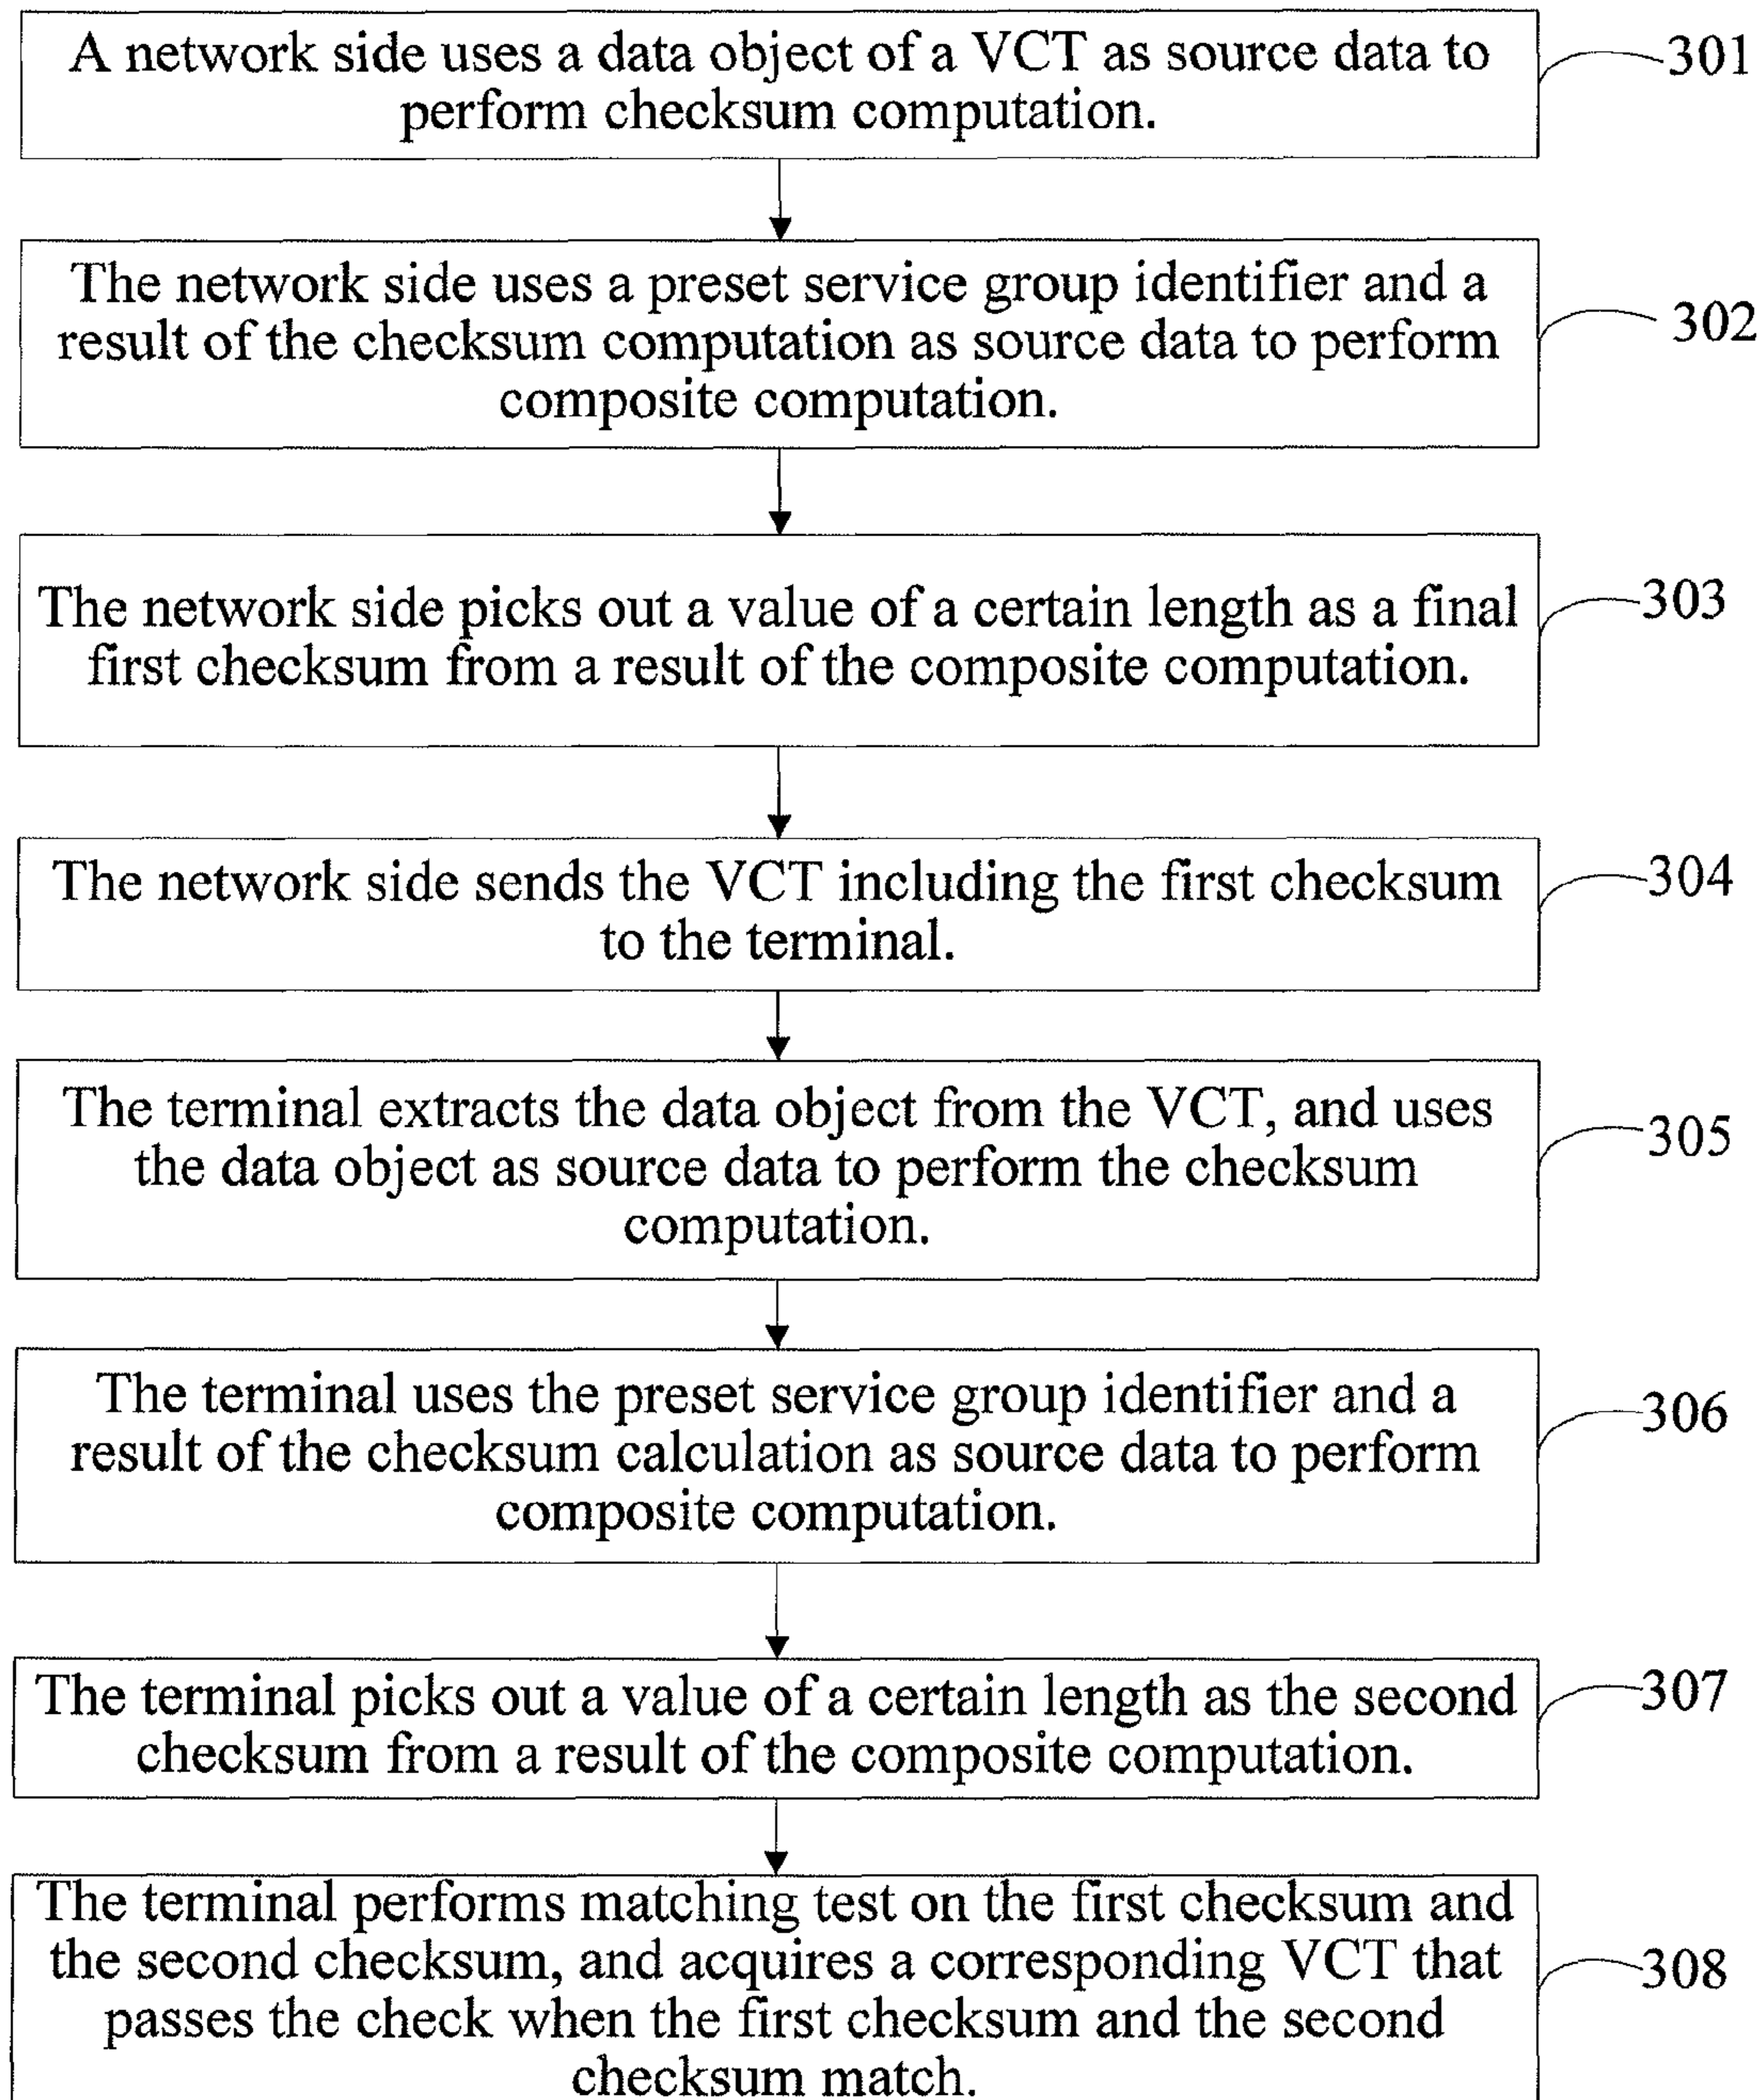 A network side uses a data object of a VCT as source data to
perform checksum computation.
301
The network side uses a preset service group identifier and a
result of the checksum computation as source data to perform
composite computation.
302
The network side picks out a value of a certain length as a final
first checksum from a result of the composite computation.
303
The network side sends the VCT including the first checksum
to the terminal.
304
The terminal extracts the data object from the VCT, and uses
the data object as source data to perform the checksum
computation.
305
The terminal uses the preset service group identifier and a
result of the checksum calculation as source data to perform
composite computation.
306
The terminal picks out a value of a certain length as the second
checksum from a result of the composite computation.
307
The terminal performs matching test on the first checksum and
the second checksum, and acquires a corresponding VCT that
passes the check when the first checksum and the second
checksum match.
308